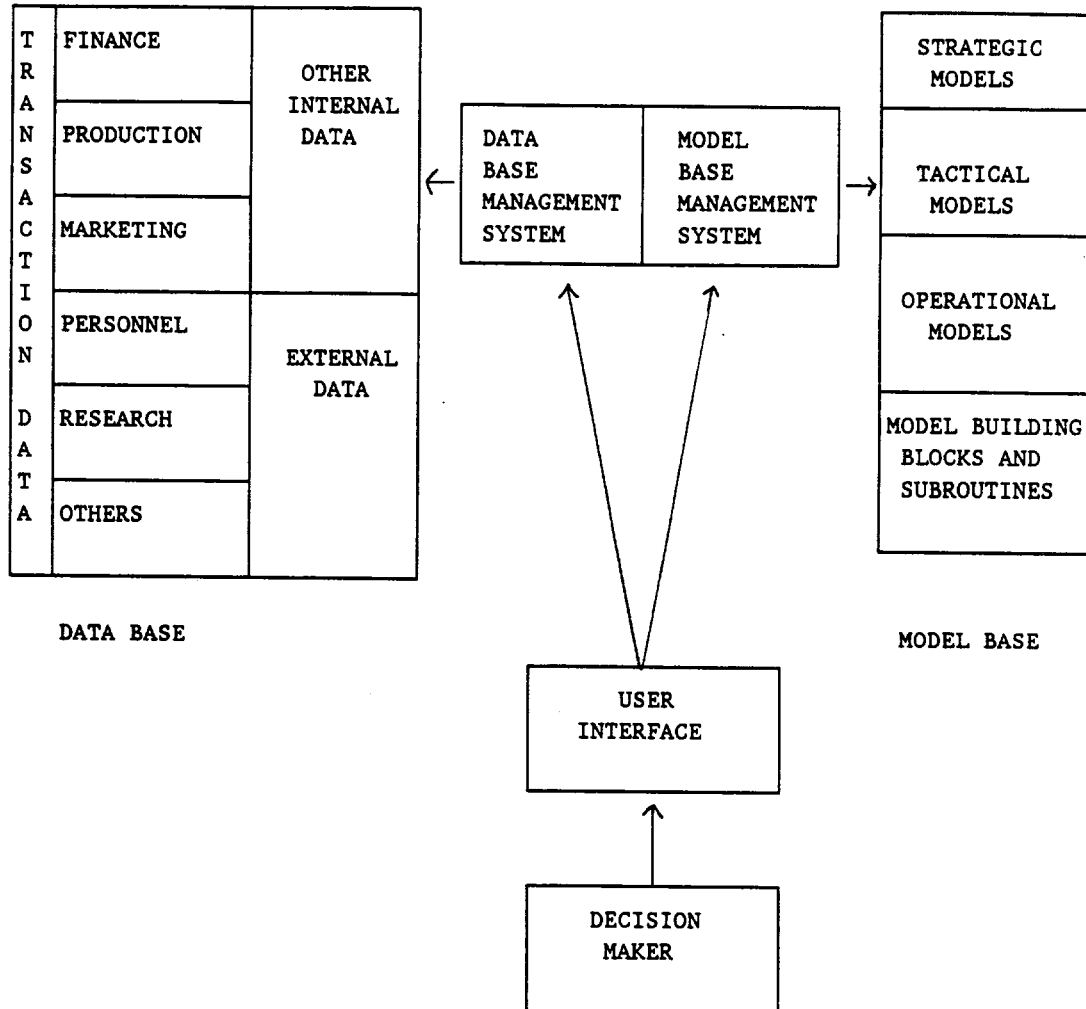 TRANSACTION DATA
FINANCE
PRODUCTION
MARKETING
PERSONNEL
RESEARCH
OTHERS
OTHER
INTERNAL
DATA
EXTERNAL
DATA
DATA BASE
DATA
BASE
MANAGEMENT
SYSTEM
MODEL
BASE
MANAGEMENT
SYSTEM
STRATEGIC
MODELS
TACTICAL
MODELS
OPERATIONAL
MODELS
MODEL BUILDING
BLOCKS AND
SUBROUTINES
MODEL BASE
USER
INTERFACE
DECISION
MAKER